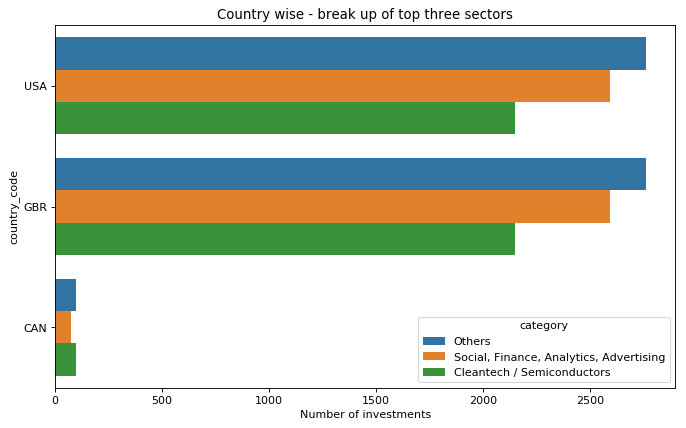 Country wise - break up of top three sectors
USA
GBR
CAN
country_code
category
Others
Social, Finance, Analytics, Advertising
Cleantech / Semiconductors
0 500 1000 1500 2000 2500
Number of investments